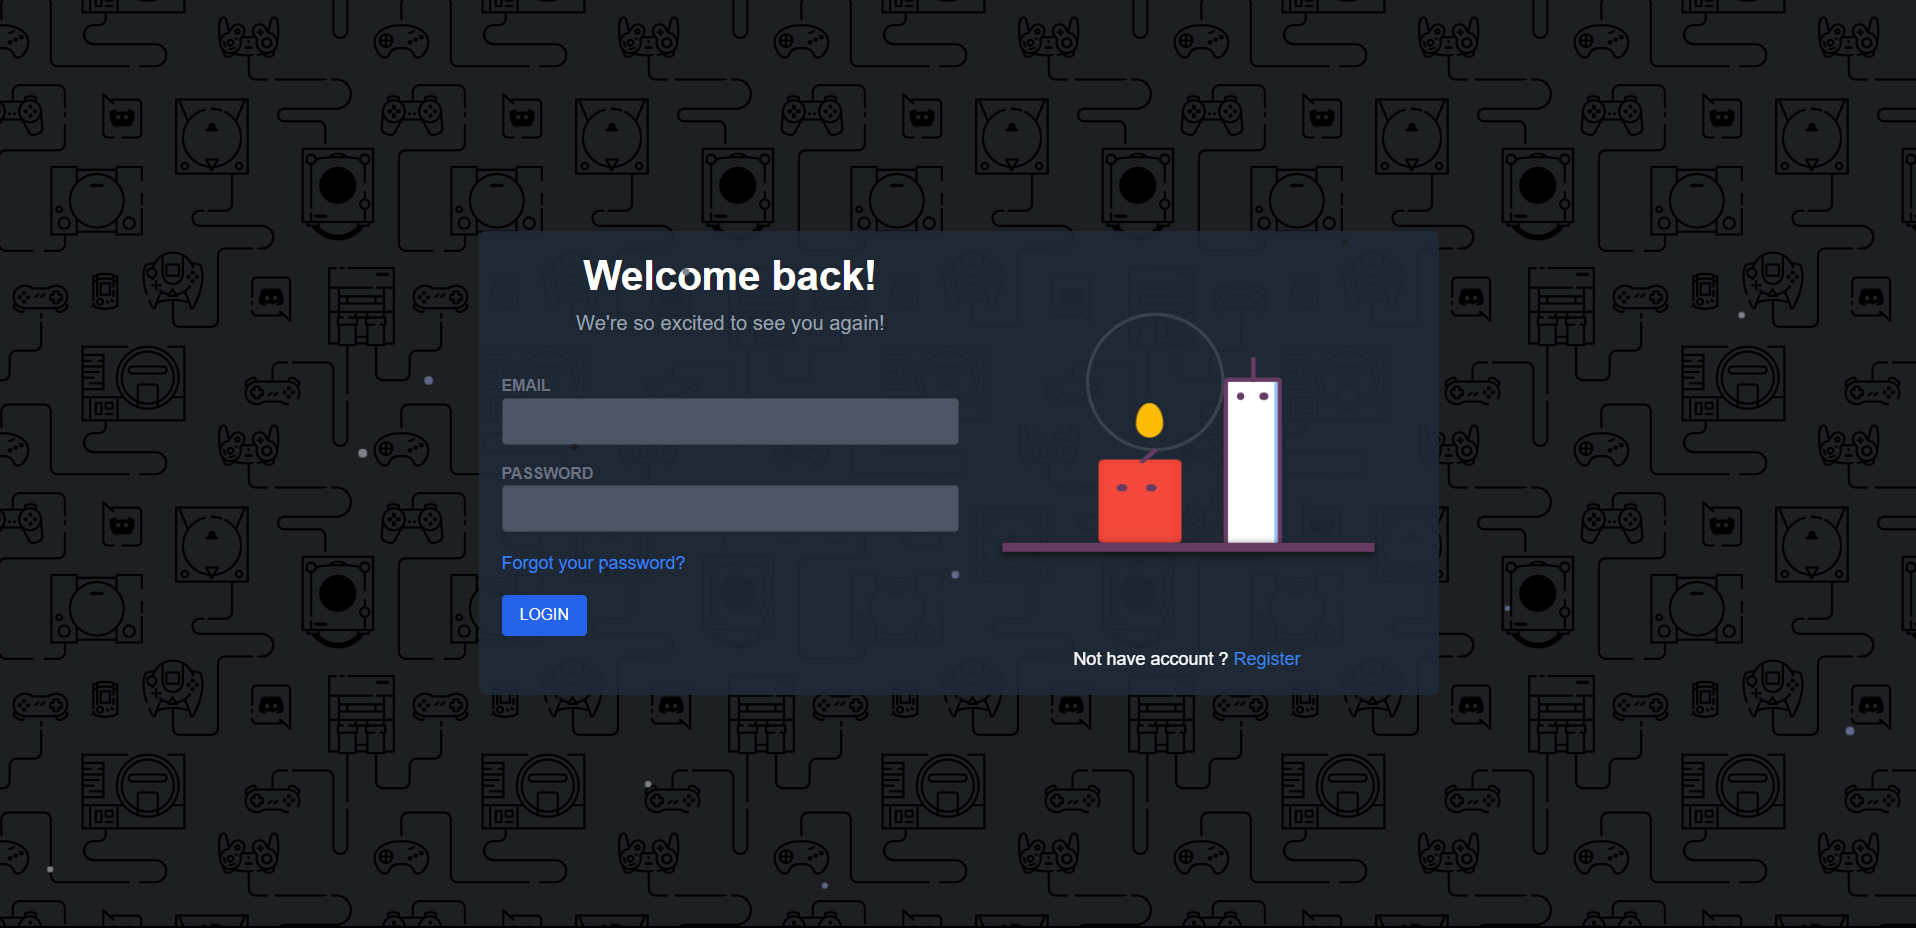 Welcome back!
We're so excited to see you again!
EMAIL
PASSWORD
Forgot your password?
LOGIN
Not have account ? Register